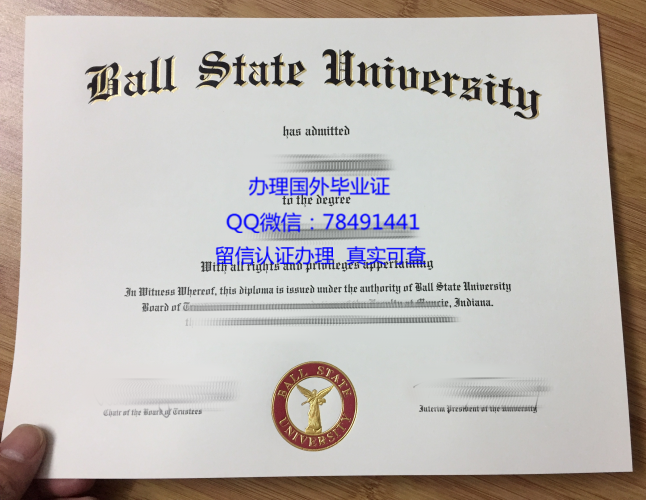 Ball State University
has admitted
办理国外毕业证
to the degree
QQ微信：78491441
留信认证办理 真实可查
With all rights and privileges appertaining
In Witness Whereof, this diploma is issued under the authority of Ball State University
Board of the Faculty at Muncie, Indiana.
BALL STATE
UNIVERSITY
Chair of the Board of Trustees
Interim President of the University